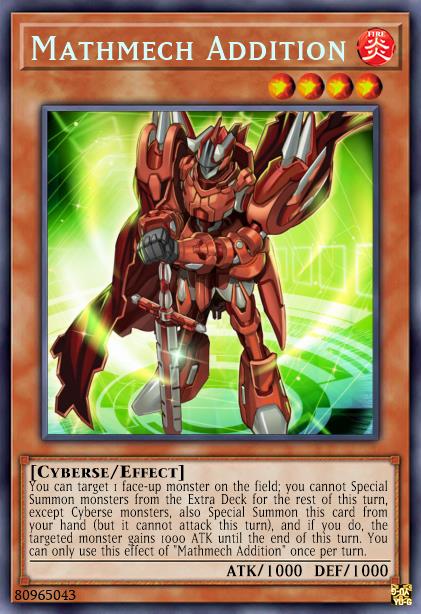 MATHMECH ADDITION
FIRE
炎
[CYBERSE/EFFECT]
You can target 1 face-up monster on the field; you cannot Special
Summon monsters from the Extra Deck for the rest of this turn,
except Cyberse monsters, also Special Summon this card from
your hand (but it cannot attack this turn), and if you do, the
targeted monster gains 1000 ATK until the end of this turn. You
can only use this effect of "Mathmech Addition" once per turn.
ATK/1000 DEF/1000
80965043